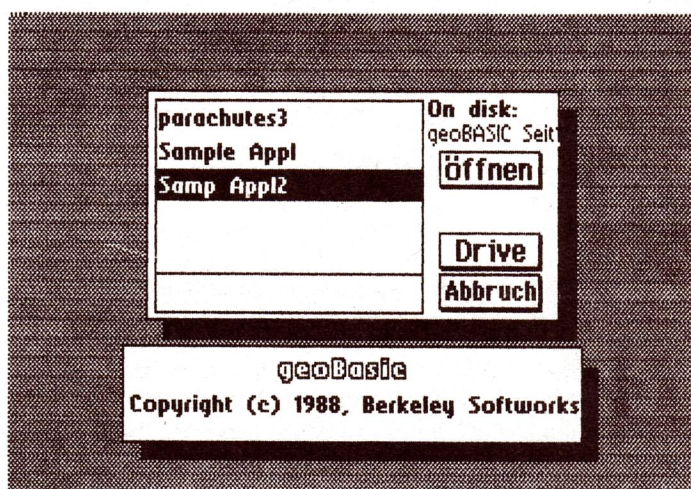 parachutes3
Sample Appl
Samp Appl2
On disk:
geoBASIC Seit
öffnen
Drive
Abbruch
geoBasic
Copyright (c) 1988, Berkeley Softworks